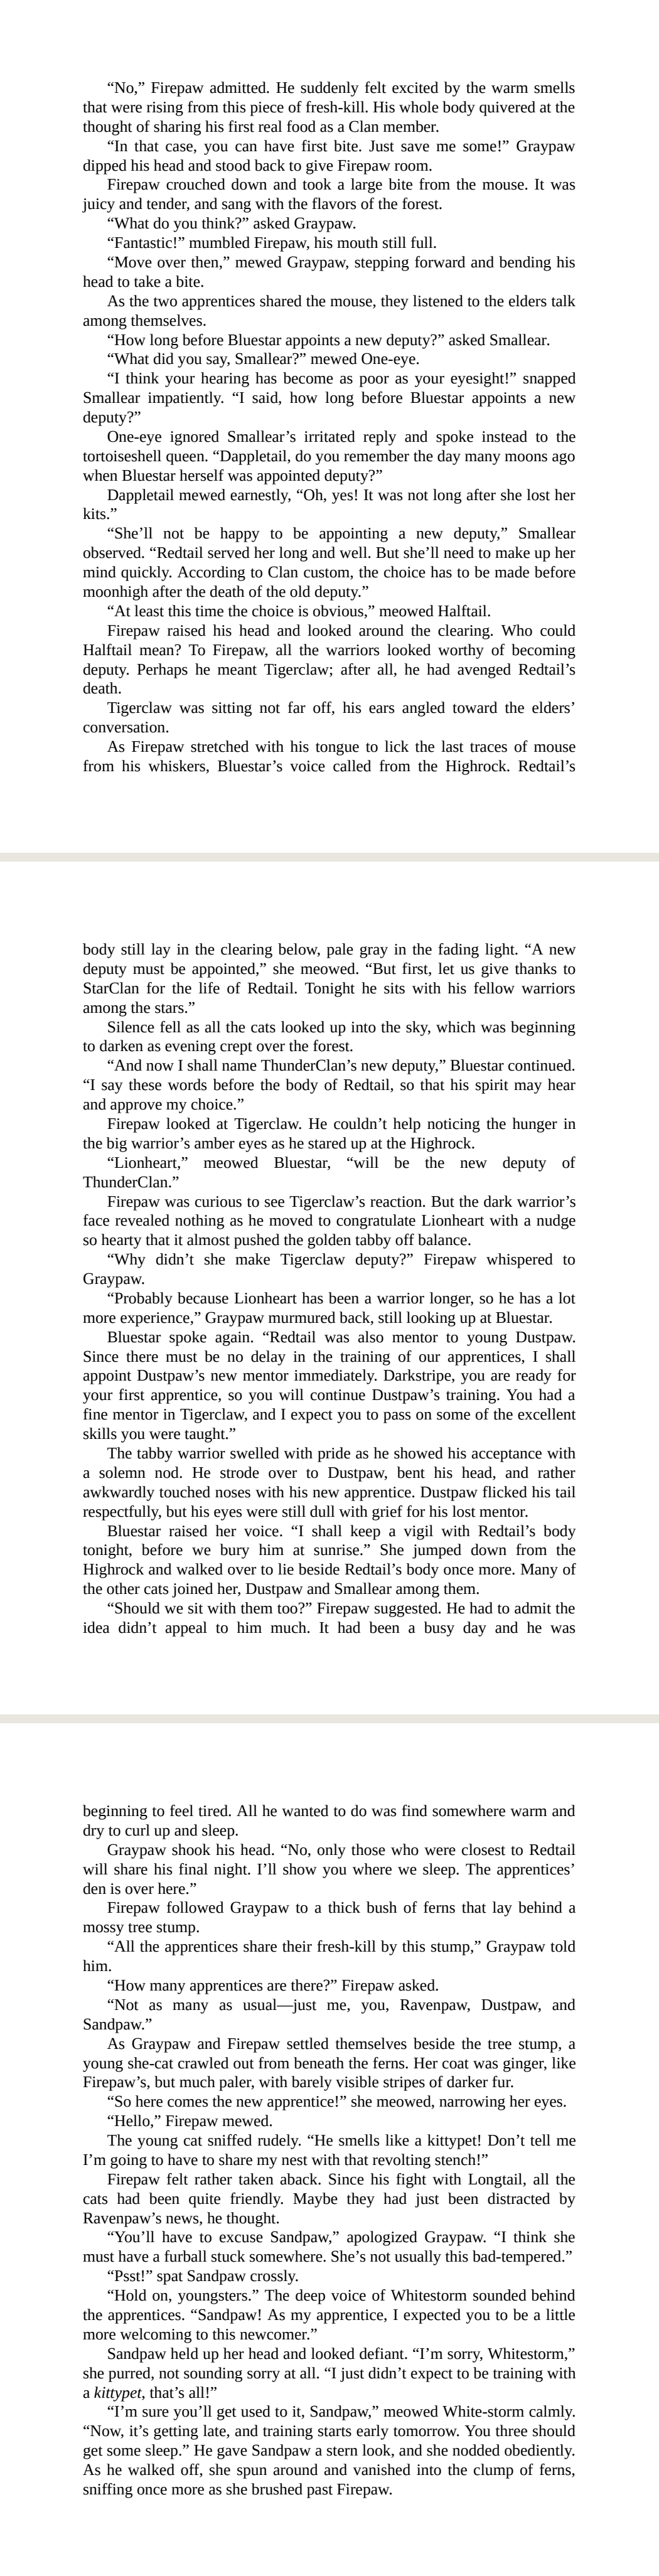 “No,” Firepaw admitted. He suddenly felt excited by the warm smells
that were rising from this piece of fresh-kill. His whole body quivered at the
thought of sharing his first real food as a Clan member.
“In that case, you can have first bite. Just save me some!” Graypaw
dipped his head and stood back to give Firepaw room.
Firepaw crouched down and took a large bite from the mouse. It was
juicy and tender, and sang with the flavors of the forest.
“What do you think?” asked Graypaw.
“Fantastic!” mumbled Firepaw, his mouth still full.
“Move over then,” mewed Graypaw, stepping forward and bending his
head to take a bite.
As the two apprentices shared the mouse, they listened to the elders talk
among themselves.
“How long before Bluestar appoints a new deputy?” asked Smallear.
“What did you say, Smallear?” mewed One-eye.
“I think your hearing has become as poor as your eyesight!” snapped
Smallear impatiently. “I said, how long before Bluestar appoints a new
deputy?”
One-eye ignored Smallear’s irritated reply and spoke instead to the
tortoiseshell queen. “Dappletail, do you remember the day many moons ago
when Bluestar herself was appointed deputy?”
Dappletail mewed earnestly, “Oh, yes! It was not long after she lost her
kits.”
“She’ll not be happy to be appointing a new deputy,” Smallear
observed. “Redtail served her long and well. But she’ll need to make up her
mind quickly. According to Clan custom, the choice has to be made before
moonhigh after the death of the old deputy.”
“At least this time the choice is obvious,” meowed Halftail.
Firepaw raised his head and looked around the clearing. Who could
Halftail mean? To Firepaw, all the warriors looked worthy of becoming
deputy. Perhaps he meant Tigerclaw; after all, he had avenged Redtail’s
death.
Tigerclaw was sitting not far off, his ears angled toward the elders’
conversation.
As Firepaw stretched with his tongue to lick the last traces of mouse
from his whiskers, Bluestar’s voice called from the Highrock. Redtail’s
body still lay in the clearing below, pale gray in the fading light. “A new
deputy must be appointed,” she meowed. “But first, let us give thanks to
StarClan for the life of Redtail. Tonight he sits with his fellow warriors
among the stars.”
Silence fell as all the cats looked up into the sky, which was beginning
to darken as evening crept over the forest.
“And now I shall name ThunderClan’s new deputy,” Bluestar continued.
“I say these words before the body of Redtail, so that his spirit may hear
and approve my choice.”
Firepaw looked at Tigerclaw. He couldn’t help noticing the hunger in
the big warrior’s amber eyes as he stared up at the Highrock.
“Lionheart,” meowed Bluestar, “will be the new deputy of
ThunderClan.”
Firepaw was curious to see Tigerclaw’s reaction. But the dark warrior’s
face revealed nothing as he moved to congratulate Lionheart with a nudge
so hearty that it almost pushed the golden tabby off balance.
“Why didn’t she make Tigerclaw deputy?” Firepaw whispered to
Graypaw.
“Probably because Lionheart has been a warrior longer, so he has a lot
more experience,” Graypaw murmured back, still looking up at Bluestar.
Bluestar spoke again. “Redtail was also mentor to young Dustpaw.
Since there must be no delay in the training of our apprentices, I shall
appoint Dustpaw’s new mentor immediately. Darkstripe, you are ready for
your first apprentice, so you will continue Dustpaw’s training. You had a
fine mentor in Tigerclaw, and I expect you to pass on some of the excellent
skills you were taught.”
The tabby warrior swelled with pride as he showed his acceptance with
a solemn nod. He strode over to Dustpaw, bent his head, and rather
awkwardly touched noses with his new apprentice. Dustpaw flicked his tail
respectfully, but his eyes were still dull with grief for his lost mentor.
Bluestar raised her voice. “I shall keep a vigil with Redtail’s body
tonight, before we bury him at sunrise.” She jumped down from the
Highrock and walked over to lie beside Redtail’s body once more. Many of
the other cats joined her, Dustpaw and Smallear among them.
“Should we sit with them too?” Firepaw suggested. He had to admit the
idea didn’t appeal to him much. It had been a busy day and he was
beginning to feel tired. All he wanted to do was find somewhere warm and
dry to curl up and sleep.
Graypaw shook his head. “No, only those who were closest to Redtail
will share his final night. I’ll show you where we sleep. The apprentices’
den is over here.”
Firepaw followed Graypaw to a thick bush of ferns that lay behind a
mossy tree stump.
“All the apprentices share their fresh-kill by this stump,” Graypaw told
him.
“How many apprentices are there?” Firepaw asked.
“Not as many as usual—just me, you, Ravenpaw, Dustpaw, and
Sandpaw.”
As Graypaw and Firepaw settled themselves beside the tree stump, a
young she-cat crawled out from beneath the ferns. Her coat was ginger, like
Firepaw’s, but much paler, with barely visible stripes of darker fur.
“So here comes the new apprentice!” she meowed, narrowing her eyes.
“Hello,” Firepaw mewed.
The young cat sniffed rudely. “He smells like a kittypet! Don’t tell me
I’m going to have to share my nest with that revolting stench!”
Firepaw felt rather taken aback. Since his fight with Longtail, all the
cats had been quite friendly. Maybe they had just been distracted by
Ravenpaw’s news, he thought.
“You’ll have to excuse Sandpaw,” apologized Graypaw. “I think she
must have a furball stuck somewhere. She’s not usually this bad-tempered.”
“Psst!” spat Sandpaw crossly.
“Hold on, youngsters.” The deep voice of Whitestorm sounded behind
the apprentices. “Sandpaw! As my apprentice, I expected you to be a little
more welcoming to this newcomer.”
Sandpaw held up her head and looked defiant. “I’m sorry, Whitestorm,”
she purred, not sounding sorry at all. “I just didn’t expect to be training with
a kittypet, that’s all!”
“I’m sure you’ll get used to it, Sandpaw,” meowed White-storm calmly.
“Now, it’s getting late, and training starts early tomorrow. You three should
get some sleep.” He gave Sandpaw a stern look, and she nodded obediently.
As he walked off, she spun around and vanished into the clump of ferns,
sniffing once more as she brushed past Firepaw.